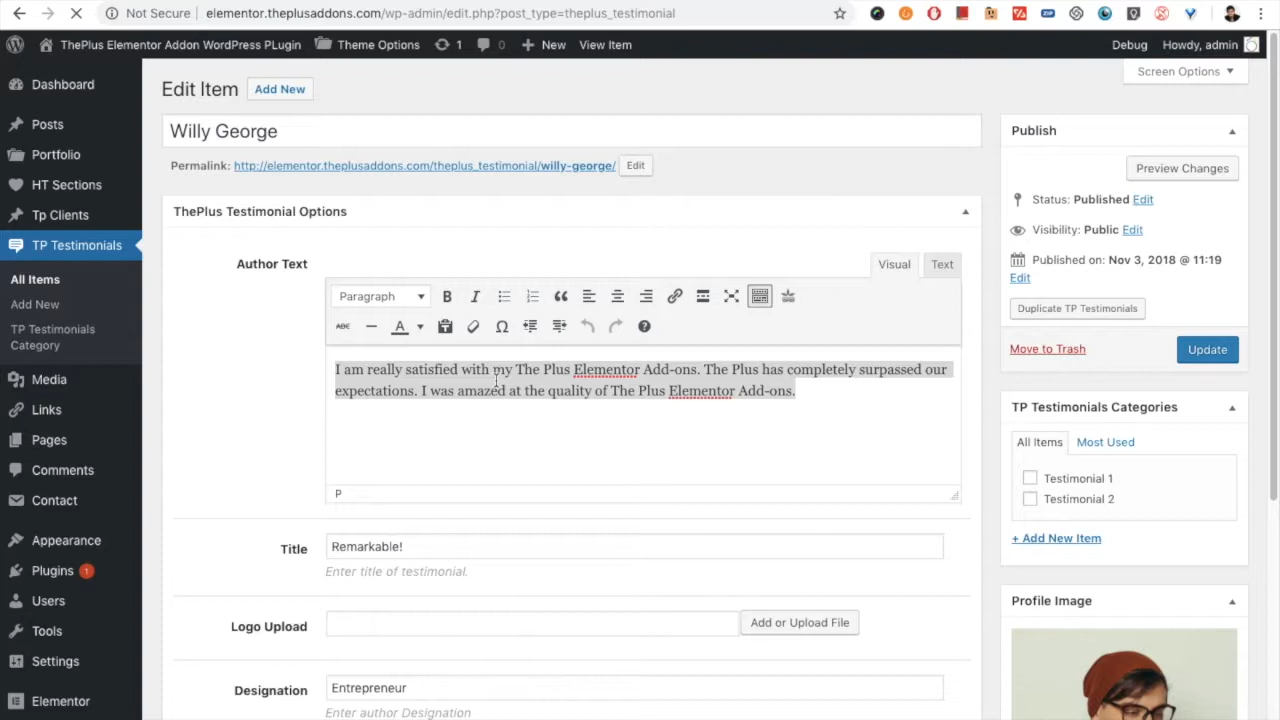 Not Secure | elementor.theplusaddons.com/wp-admin/edit.php?post_type=theplus_testimonial
ThePlus Elementor Addon WordPress PLugin Theme Options 1 0 New View Item Debug Howdy, admin
Screen Options
Dashboard
Posts
Portfolio
HT Sections
Tp Clients
TP Testimonials
All Items
Add New
TP Testimonials
Category
Media
Links
Pages
Comments
Contact
Appearance
Plugins 1
Users
Tools
Settings
Elementor
Edit Item Add New
Willy George
Permalink: http://elementor.theplusaddons.com/theplus_testimonial/willy-george/ Edit
ThePlus Testimonial Options
Author Text
Visual Text
Paragraph B I
ABC A Ω
I am really satisfied with my The Plus Elementor Add-ons. The Plus has completely surpassed our
expectations. I was amazed at the quality of The Plus Elementor Add-ons.
P
Title Remarkable!
Enter title of testimonial.
Logo Upload Add or Upload File
Designation Entrepreneur
Enter author Designation
Publish
Preview Changes
Status: Published Edit
Visibility: Public Edit
Published on: Nov 3, 2018 @ 11:19
Edit
Duplicate TP Testimonials
Move to Trash Update
TP Testimonials Categories
All Items Most Used
Testimonial 1
Testimonial 2
+ Add New Item
Profile Image